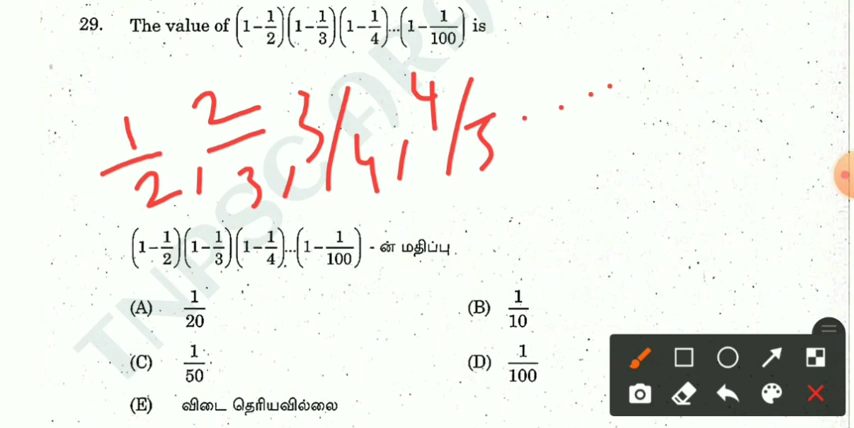 29. The value of (1-1/2)(1-1/3)(1-1/4)...(1-1/100) is
1/2, 2/3, 3/4, 4/5 .....
(1-1/2)(1-1/3)(1-1/4)...(1-1/100) - ன் மதிப்பு
(A) 1/20 (B) 1/10
(C) 1/50 (D) 1/100
(E) விடை தெரியவில்லை